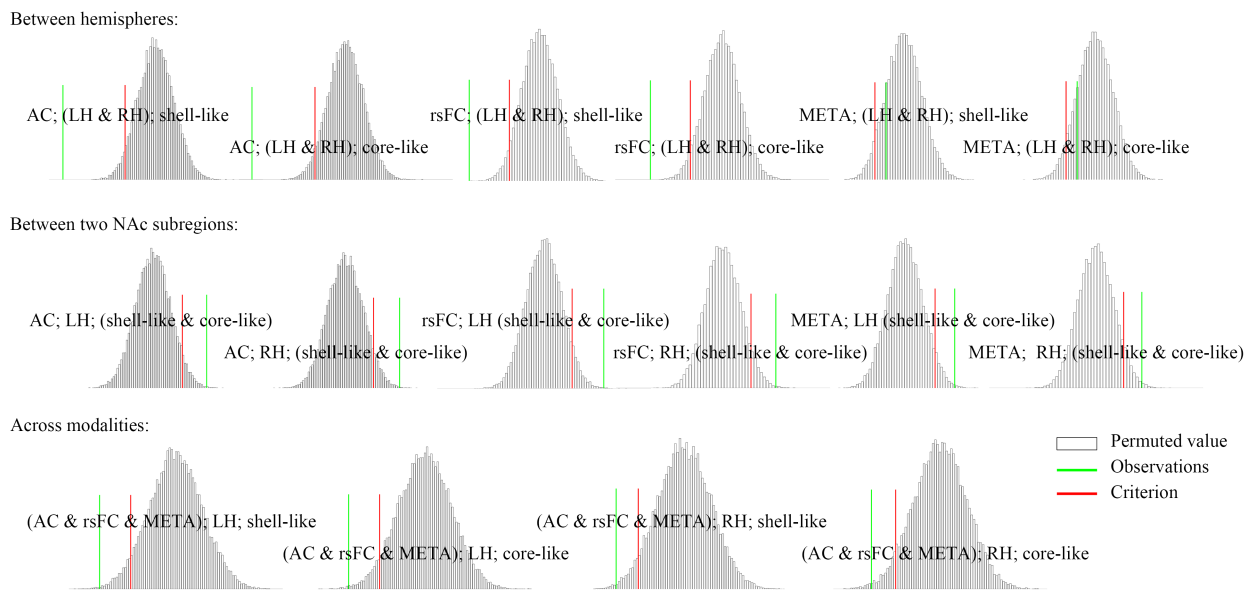 Between hemispheres:
AC; (LH & RH); shell-like
AC; (LH & RH); core-like
rsFC; (LH & RH); shell-like
rsFC; (LH & RH); core-like
META; (LH & RH); shell-like
META; (LH & RH); core-like
Between two NAc subregions:
AC; LH; (shell-like & core-like)
AC; RH; (shell-like & core-like)
rsFC; LH (shell-like & core-like)
rsFC; RH; (shell-like & core-like)
META; LH (shell-like & core-like)
META; RH; (shell-like & core-like)
Across modalities:
(AC & rsFC & META); LH; shell-like
(AC & rsFC & META); LH; core-like
(AC & rsFC & META); RH; shell-like
(AC & rsFC & META); RH; core-like
Permuted value
Observations
Criterion